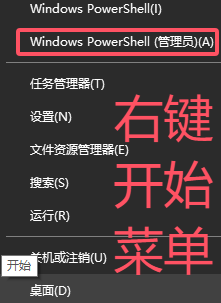 Windows PowerShell(I)
Windows PowerShell (管理员)(A)
任务管理器(T)
设置(N)
右键
文件资源管理器(E)
搜索(S)
开始
运行(R)
关机或注销(U)
菜单
开始
桌面(D)